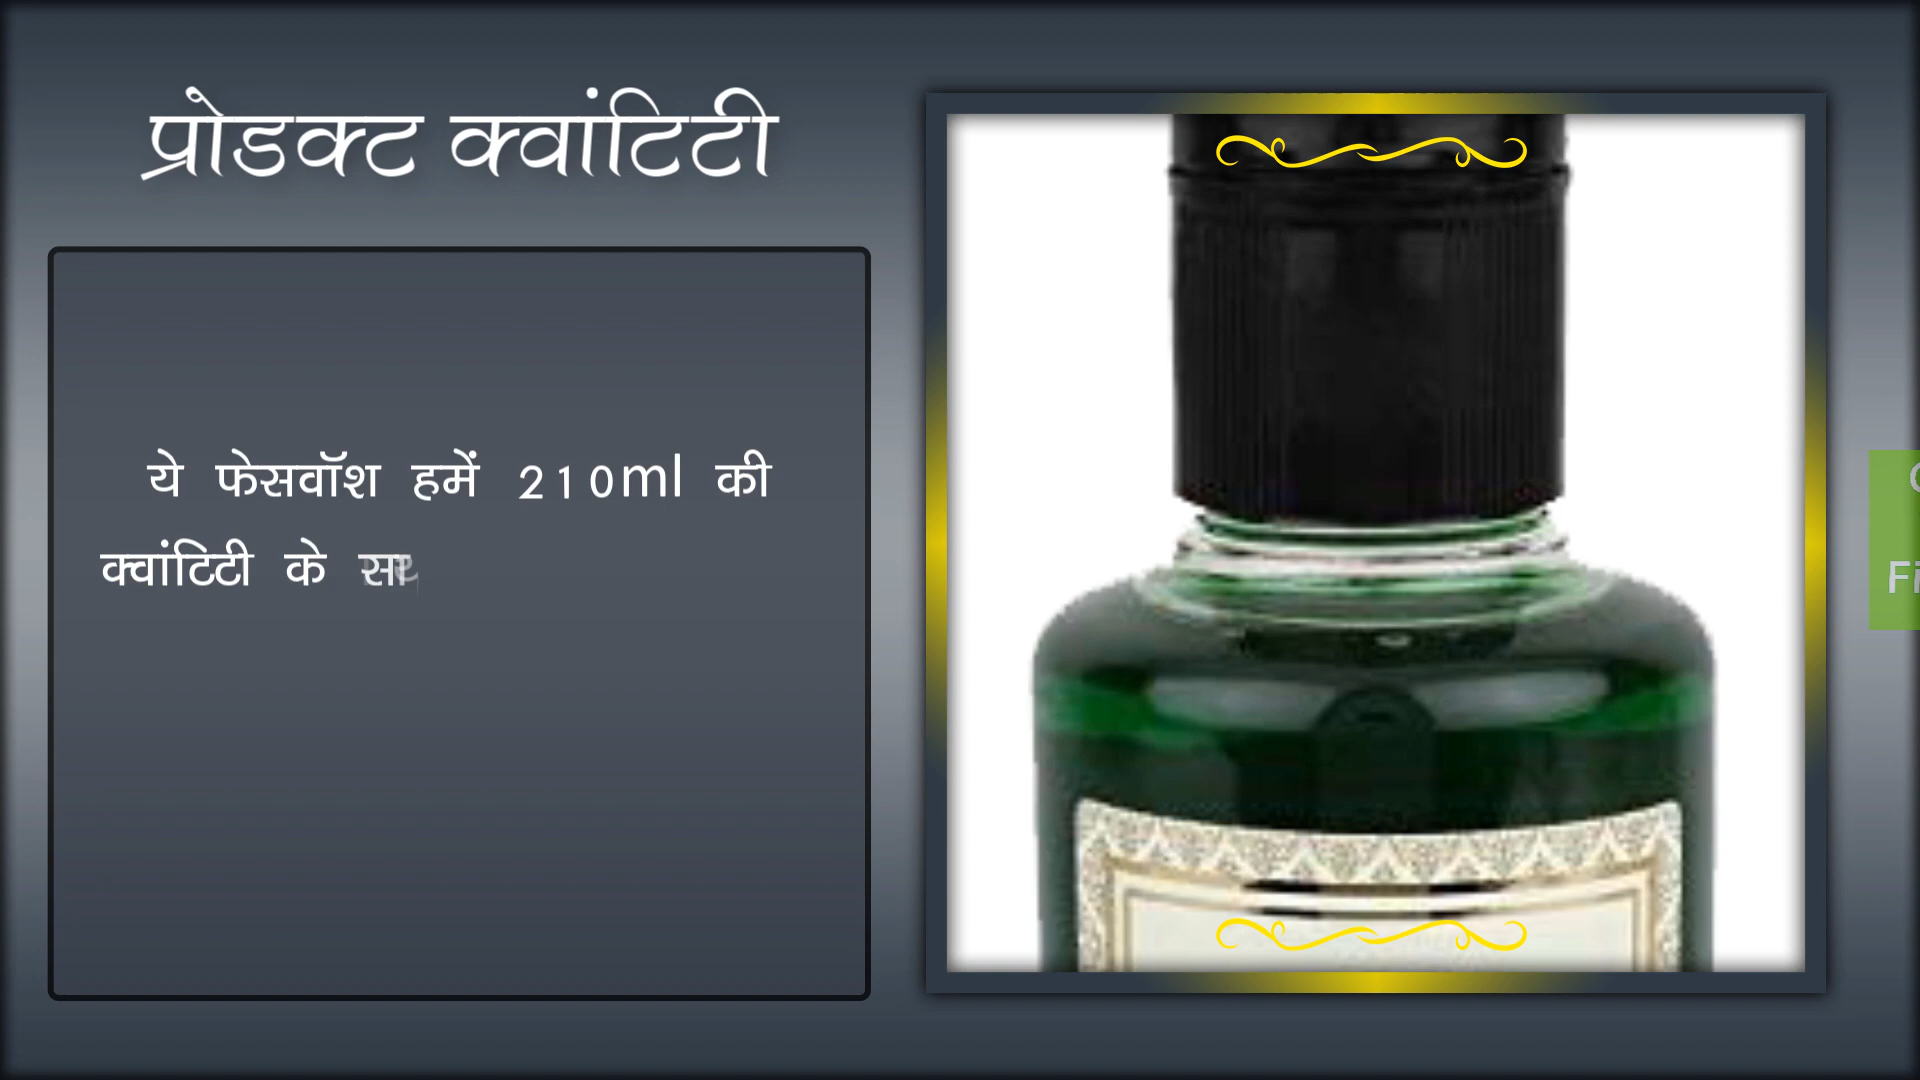 प्रोडक्ट क्वांटिटी
ये फेसवॉश हमें 210ml की
क्वांटिटी के